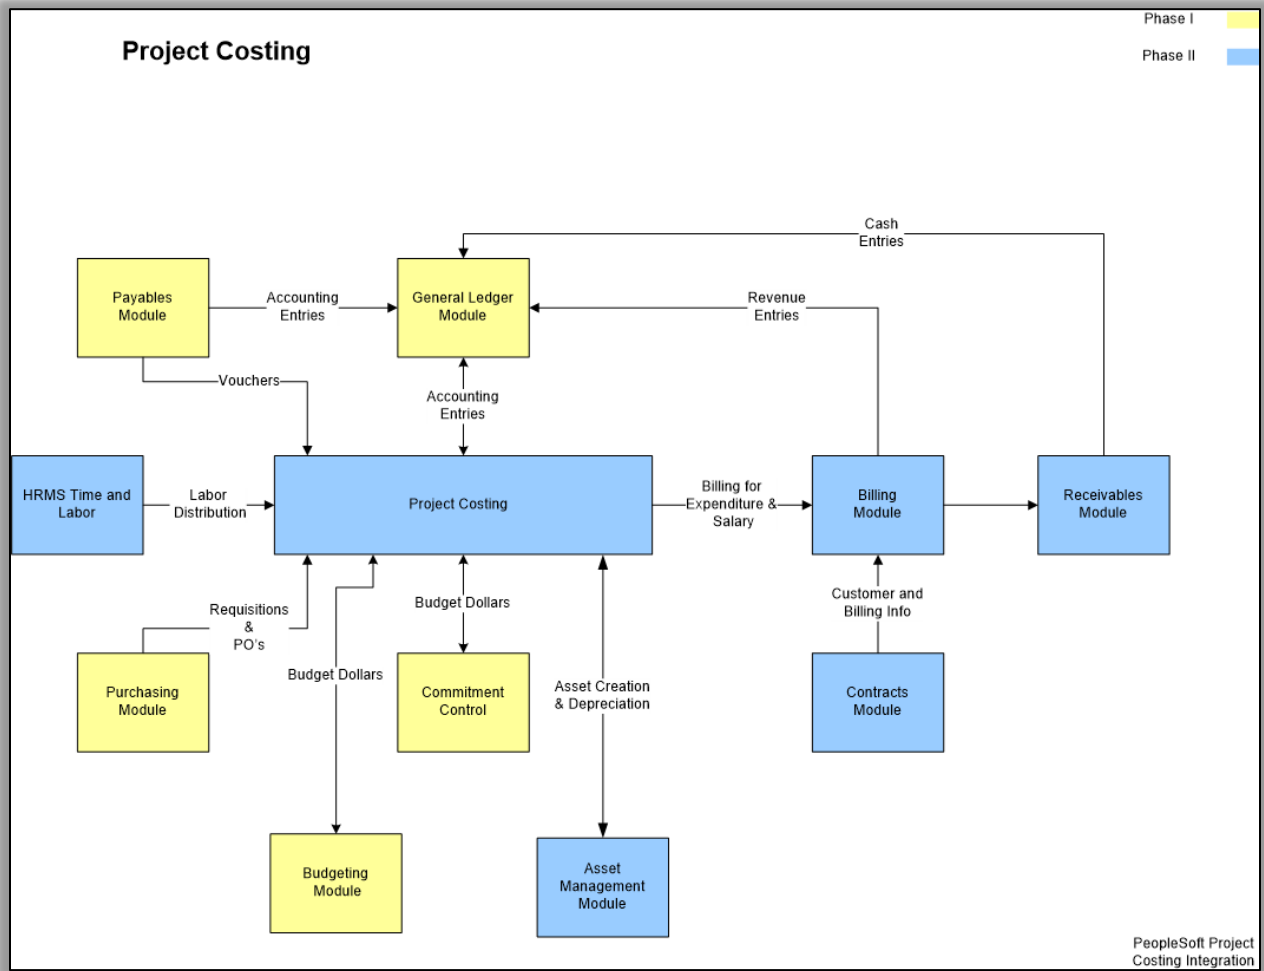 Phase I
Project Costing
Phase II
Cash
Entries
Payables
Module
Accounting
Entries
General Ledger
Module
Revenue
Entries
Vouchers
Accounting
Entries
HRMS Time and
Labor
Labor
Distribution
Project Costing
Billing for
Expenditure &
Salary
Billing
Module
Receivables
Module
Requisitions
&
PO's
Budget Dollars
Customer and
Billing Info
Budget Dollars
Purchasing
Module
Commitment
Control
Asset Creation
& Depreciation
Contracts
Module
Budgeting
Module
Asset
Management
Module
PeopleSoft Project
Costing Integration